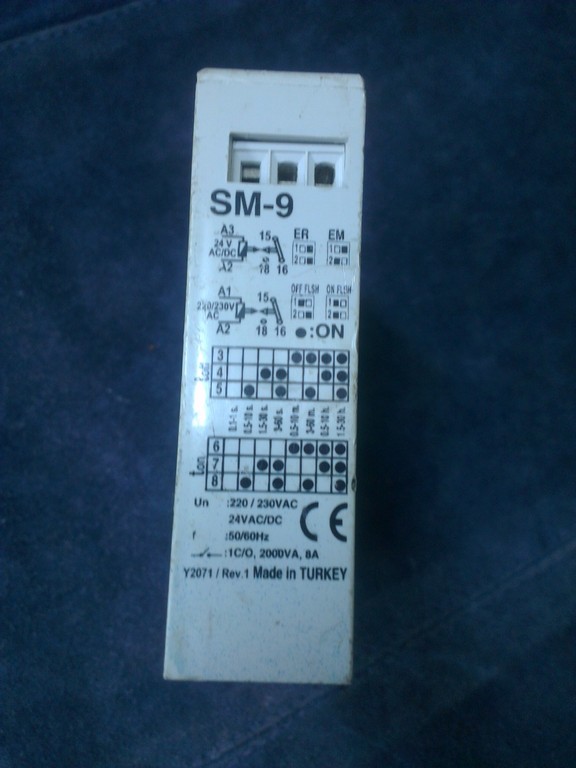 SM-9
A3 15 ER EM
24 V
AC/DC
A2 18 16
1 1
2 2
A1 15 OFF FLSH ON FLSH
220/230V
AC
A2 18 16
1 1
2 2
●:ON
3
4
5
toff
0.1-1 s. 0.5-10 s. 1.5-30 s. 3-60 s. 0.5-10 m. 3-60 m. 0.5-10 h. 1.5-30 h.
6
7
8
ton
Un :220 / 230VAC
24VAC/DC
CE
f :50/60Hz
:1C/O, 2000VA, 8A
Y2071 / Rev.1 Made in TURKEY